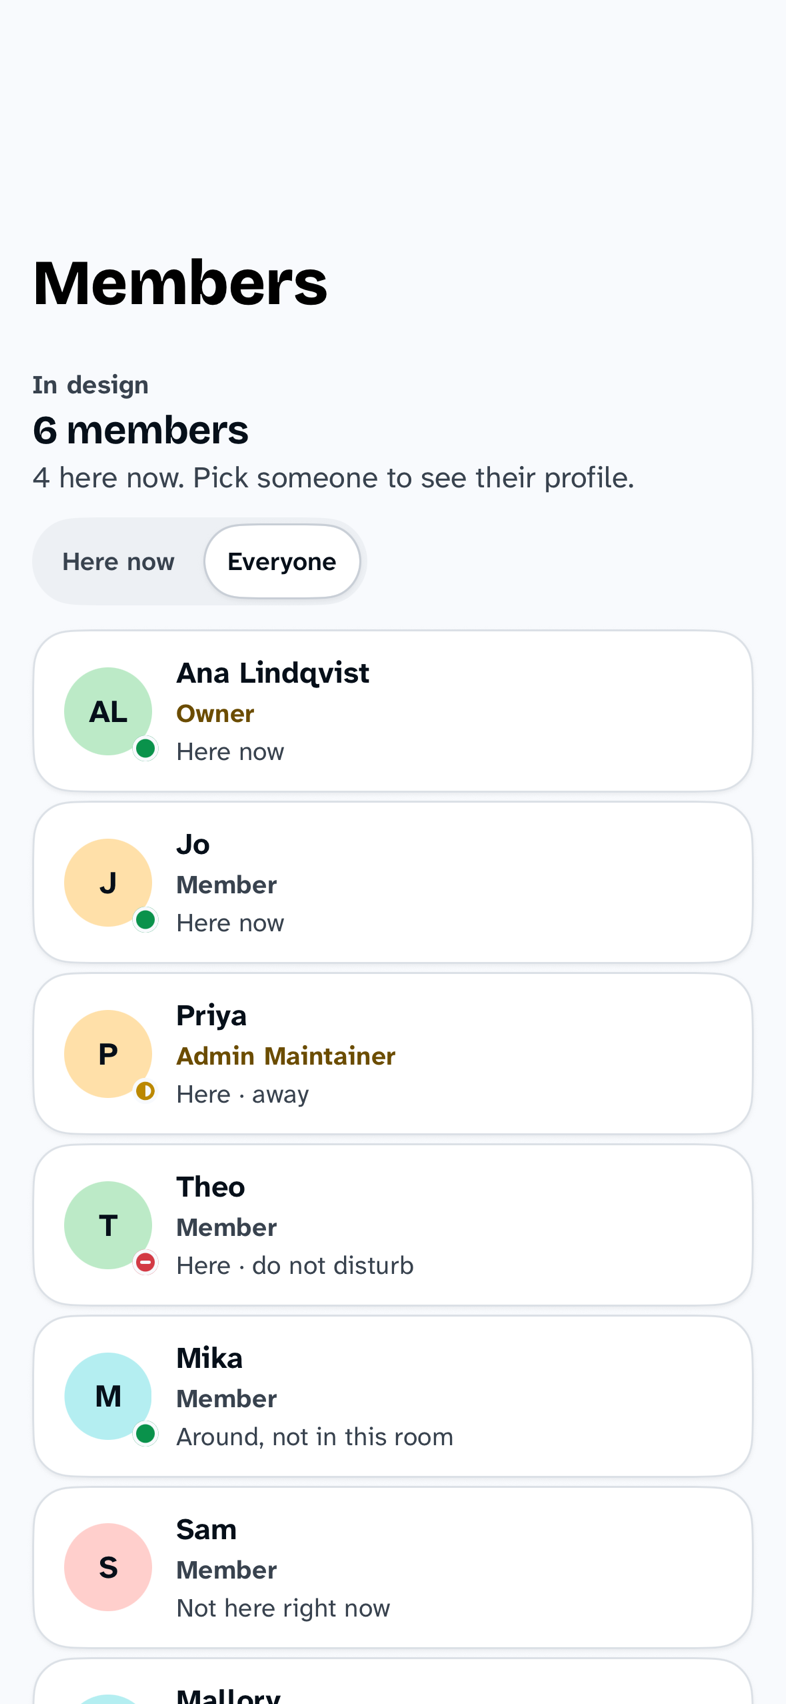 Members
In design
6 members
4 here now. Pick someone to see their profile.
Here now
Everyone
AL
Ana Lindqvist
Owner
Here now
J
Jo
Member
Here now
P
Priya
Admin Maintainer
Here · away
T
Theo
Member
Here · do not disturb
M
Mika
Member
Around, not in this room
S
Sam
Member
Not here right now
Mallory